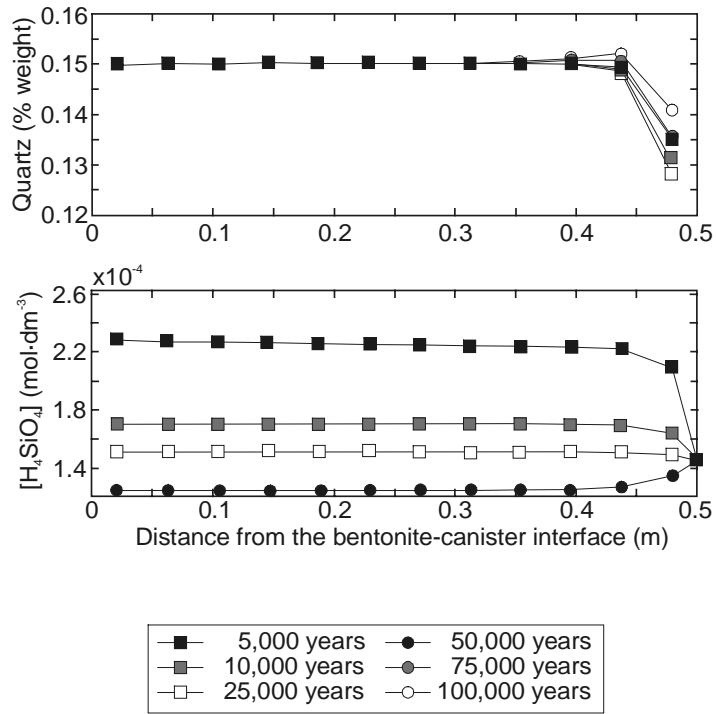 0.16
0.15
0.14
0.13
0.12
Quartz (% weight)
0 0.1 0.2 0.3 0.4 0.5
x10-4
2.6
2.2
1.8
1.4
[H4SiO4] (mol·dm-3)
0 0.1 0.2 0.3 0.4 0.5
Distance from the bentonite-canister interface (m)
5,000 years 50,000 years
10,000 years 75,000 years
25,000 years 100,000 years